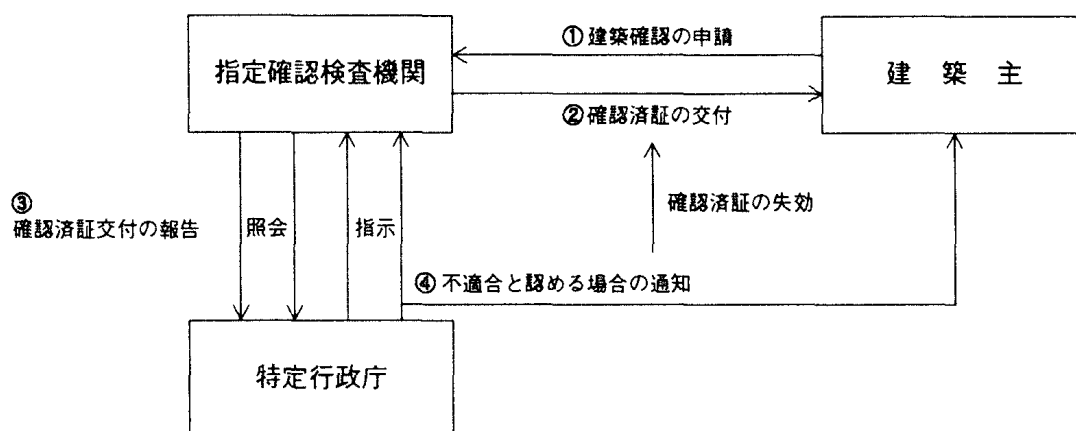 ①建築確認の申請
指定確認検査機関
建築主
②確認済証の交付
③
確認済証交付の報告
照会
指示
確認済証の失効
④不適合と認める場合の通知
特定行政庁